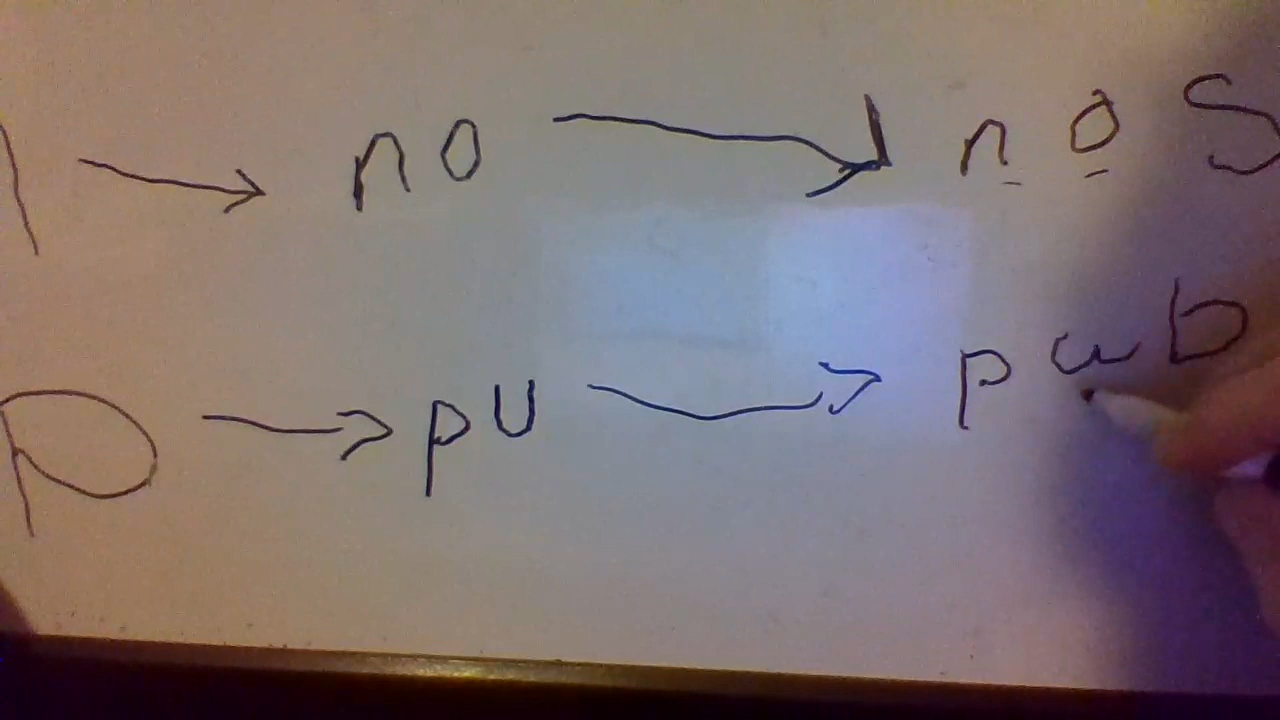 → no → nos
p → pu → pub